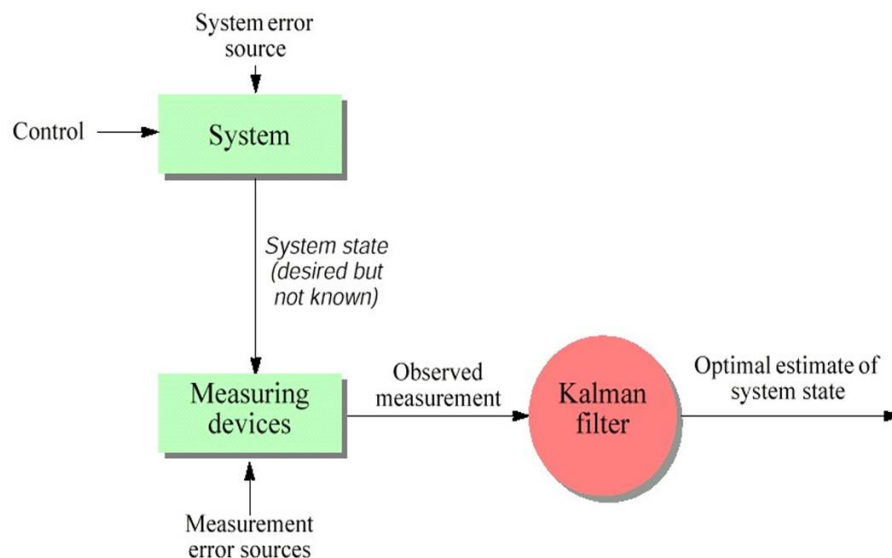 System error
source
Control
System
System state
(desired but
not known)
Measuring
devices
Observed
measurement
Kalman
filter
Optimal estimate of
system state
Measurement
error sources